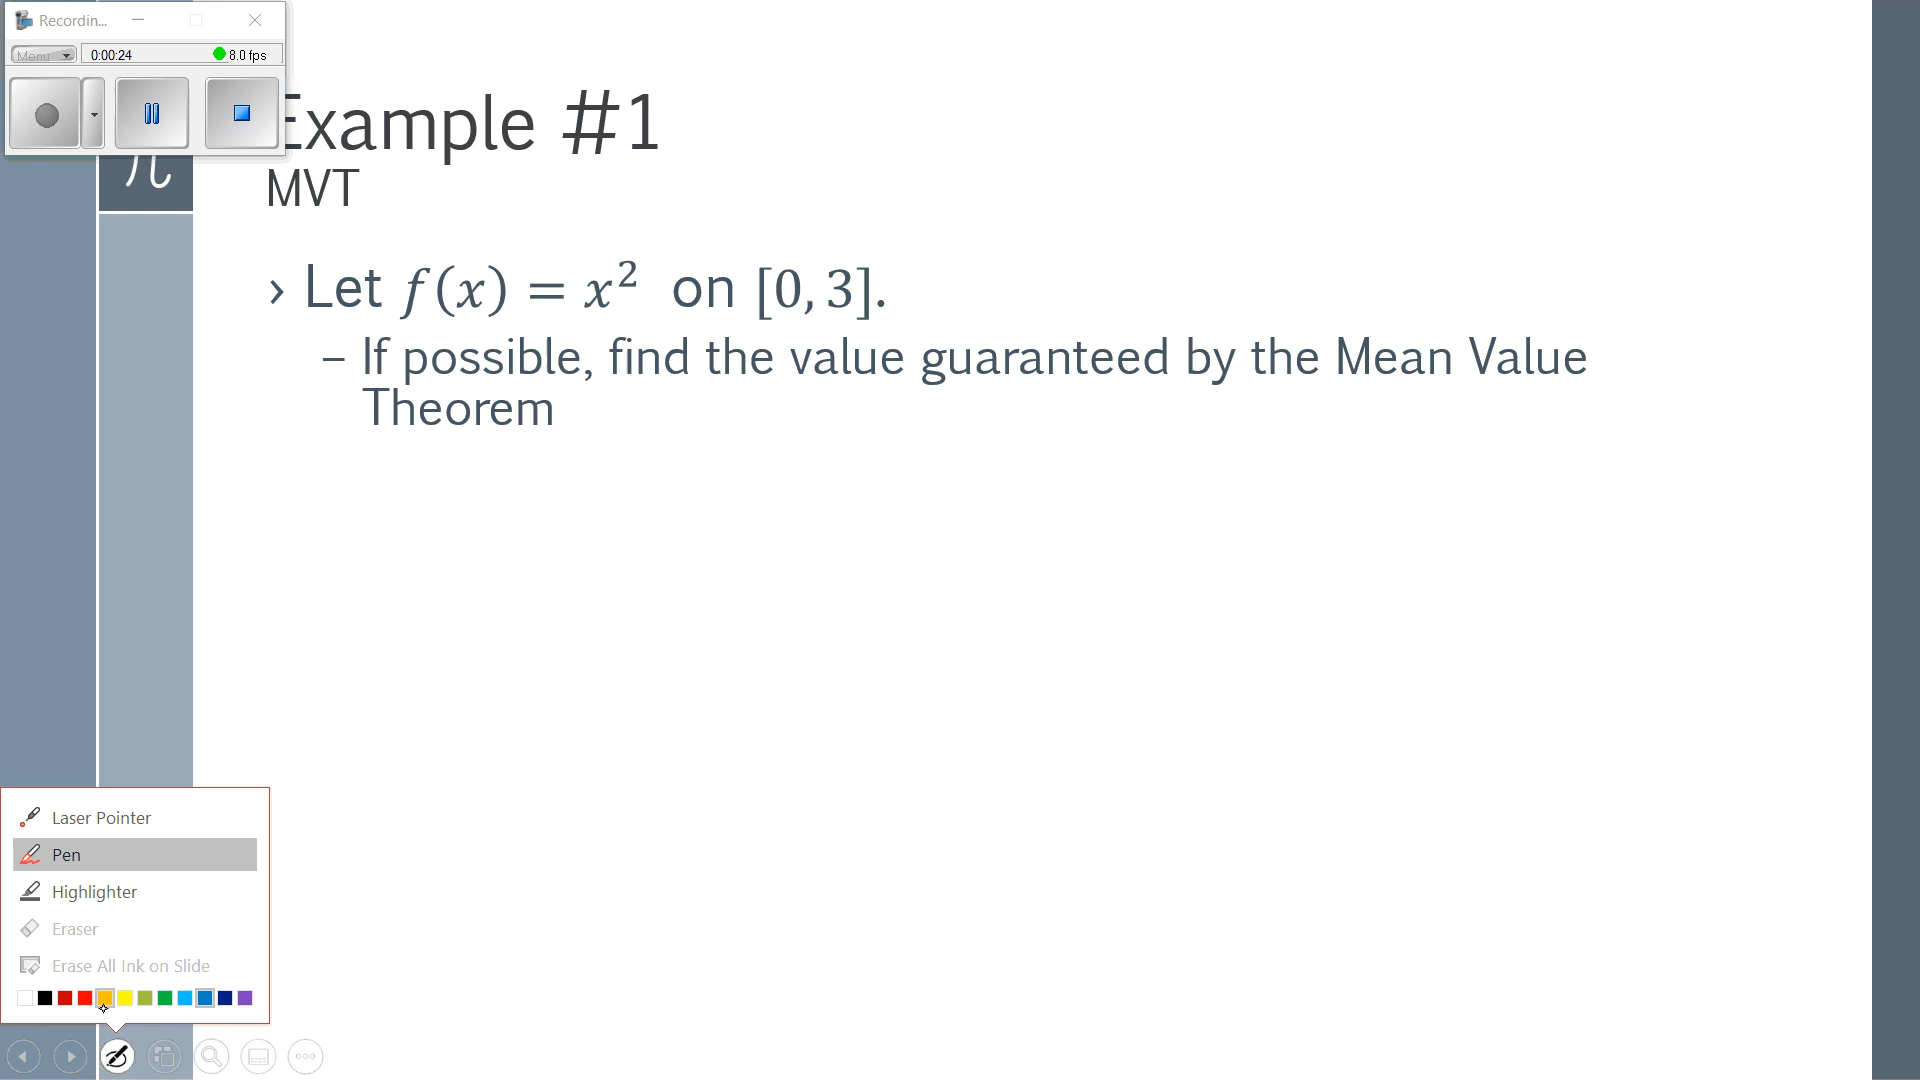 Recordin...
Menu 0:00:24 8.0 fps
Example #1
π
MVT
› Let f(x) = x² on [0, 3].
– If possible, find the value guaranteed by the Mean Value
Theorem
Laser Pointer
Pen
Highlighter
Eraser
Erase All Ink on Slide